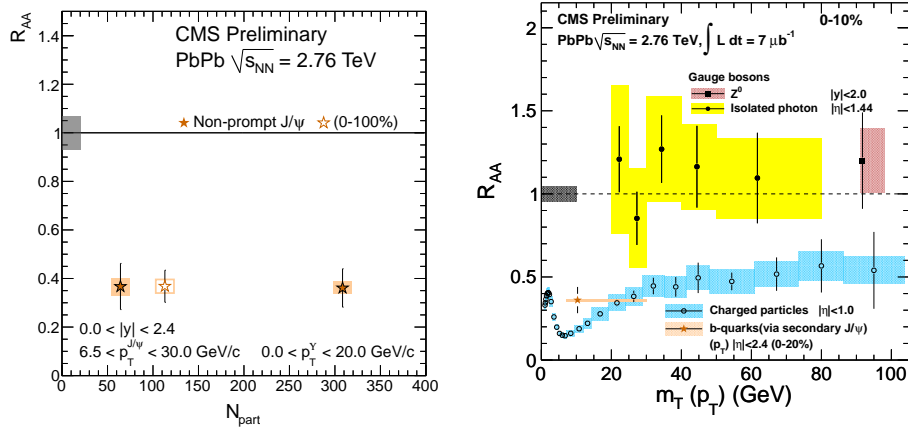 CMS Preliminary
PbPb √s_NN = 2.76 TeV
Non-prompt J/ψ (0-100%)
0.0 < |y| < 2.4
6.5 < p_T^J/ψ < 30.0 GeV/c
0.0 < p_T^Υ < 20.0 GeV/c
R_AA
1.4
1.2
1
0.8
0.6
0.4
0.2
0
0 50 100 150 200 250 300 350 400
N_part
CMS Preliminary 0-10%
PbPb √s_NN = 2.76 TeV, ∫ L dt = 7 μb⁻¹
Gauge bosons
Z⁰ |y|<2.0
Isolated photon |η|<1.44
Charged particles |η|<1.0
b-quarks(via secondary J/ψ)
(p_T) |η|<2.4 (0-20%)
R_AA
2
1.5
1
0.5
0
0 20 40 60 80 100
m_T (p_T) (GeV)